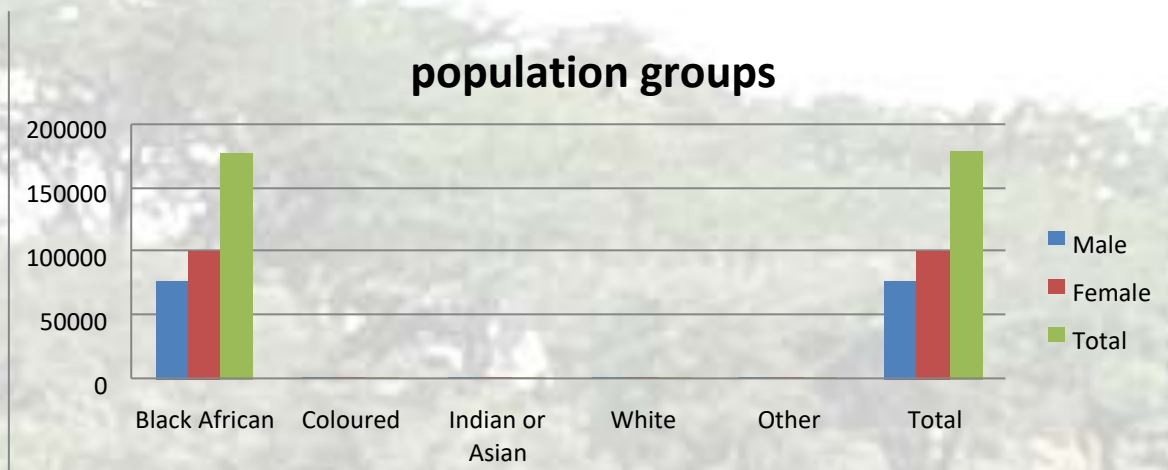 population groups
200000
150000
100000
50000
0
Black African Coloured Indian or Asian White Other Total
Male
Female
Total